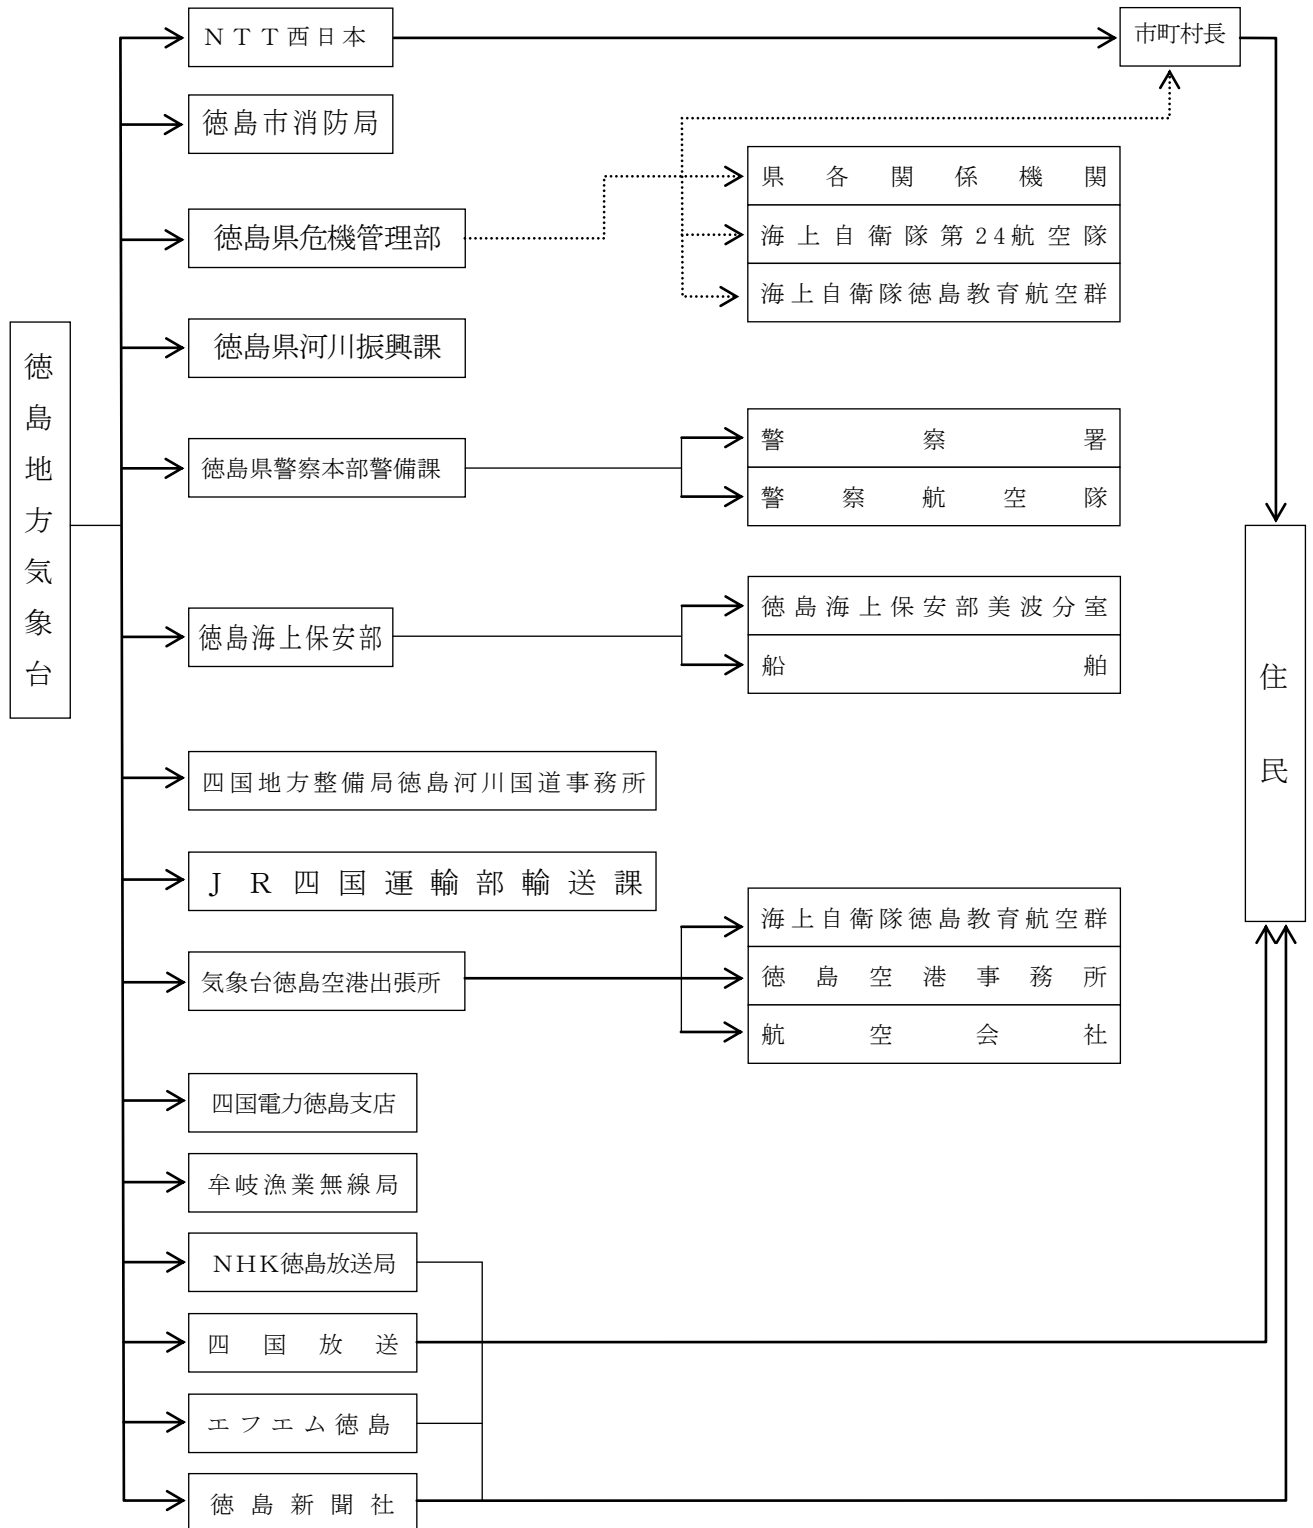 NTT西日本
市町村長
徳島市消防局
県各関係機関
徳島県危機管理部
海上自衛隊第24航空隊
海上自衛隊徳島教育航空群
徳島県河川振興課
徳島地方気象台
警察署
徳島県警察本部警備課
警察航空隊
徳島海上保安部美波分室
徳島海上保安部
船舶
住民
四国地方整備局徳島河川国道事務所
JR四国運輸部輸送課
海上自衛隊徳島教育航空群
気象台徳島空港出張所
徳島空港事務所
航空会社
四国電力徳島支店
牟岐漁業無線局
NHK徳島放送局
四国放送
エフエム徳島
徳島新聞社